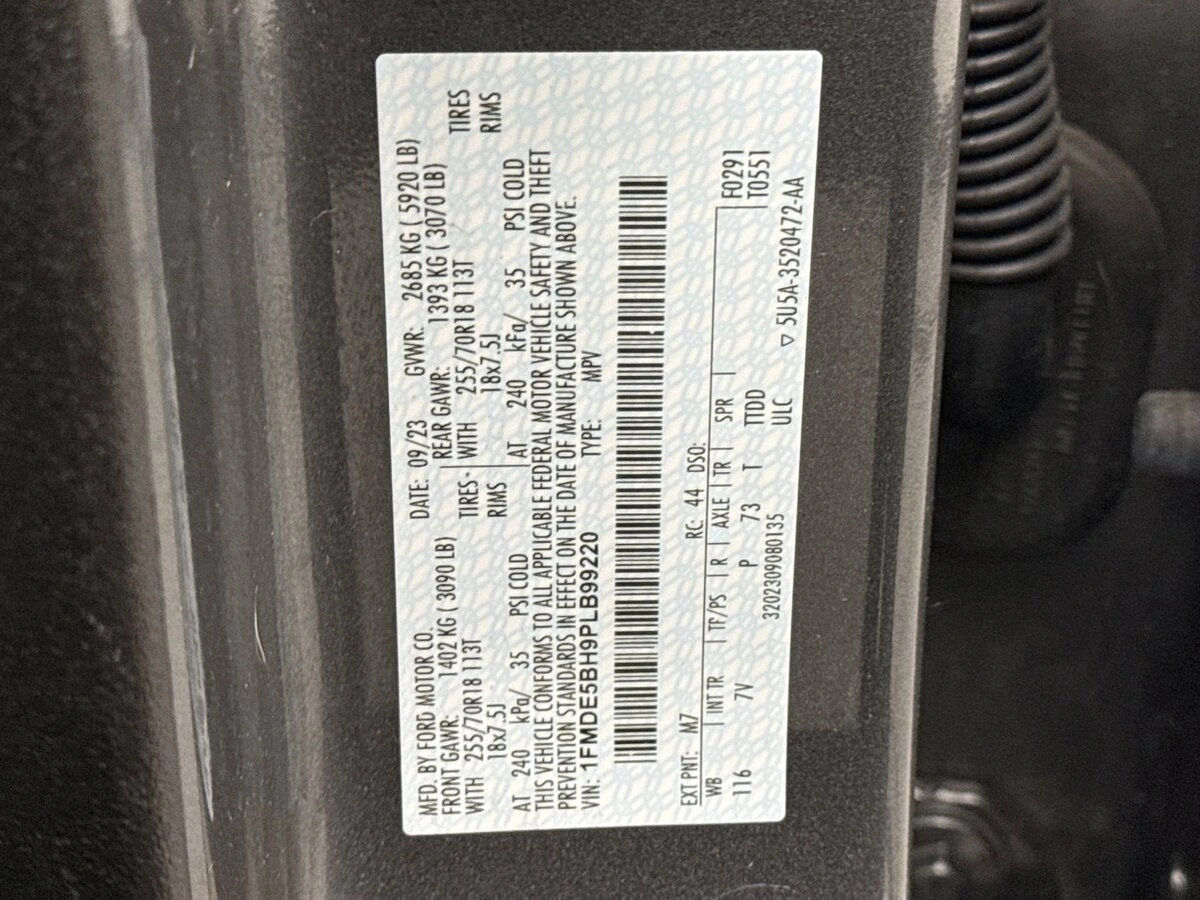 MFD. BY FORD MOTOR CO. DATE: 09/23 GVWR: 2685 KG ( 5920 LB)
FRONT GAWR: 1402 KG ( 3090 LB) REAR GAWR: 1393 KG ( 3070 LB)
WITH 255/70R18 113T TIRES- WITH 255/70R18 113T TIRES
18x7.5J RIMS 18x7.5J RIMS
AT 240 kPa/ 35 PSI COLD AT 240 kPa/ 35 PSI COLD
THIS VEHICLE CONFORMS TO ALL APPLICABLE FEDERAL MOTOR VEHICLE SAFETY AND THEFT
PREVENTION STANDARDS IN EFFECT ON THE DATE OF MANUFACTURE SHOWN ABOVE.
VIN: 1FMDE5BH9PLB99220 TYPE: MPV
EXT PNT: M7 RC: 44 DSO: F0291
WB | INT TR | TP/PS | R | AXLE | TR | SPR | T0551
116 7V P 73 T TTDD
3202309080135 ULC ▽ 5U5A-3520472-AA